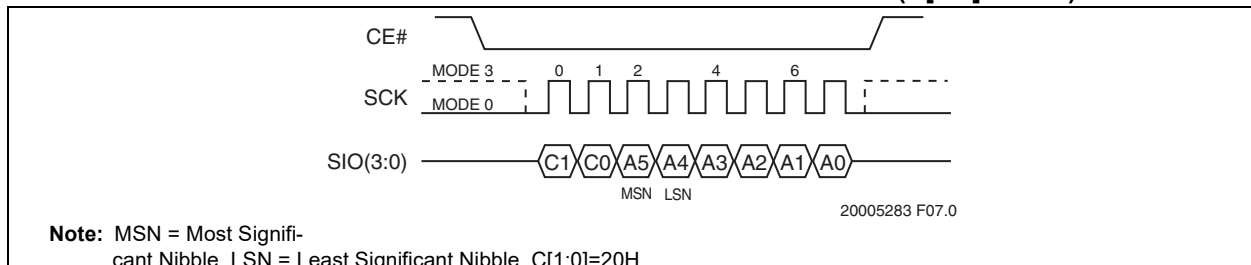 CE#
MODE 3 0 1 2 4 6
SCK
MODE 0
SIO(3:0) C1 C0 A5 A4 A3 A2 A1 A0
MSN LSN
20005283 F07.0
Note: MSN = Most Signifi-
cant Nibble, LSN = Least Significant Nibble, C[1:0]=20H